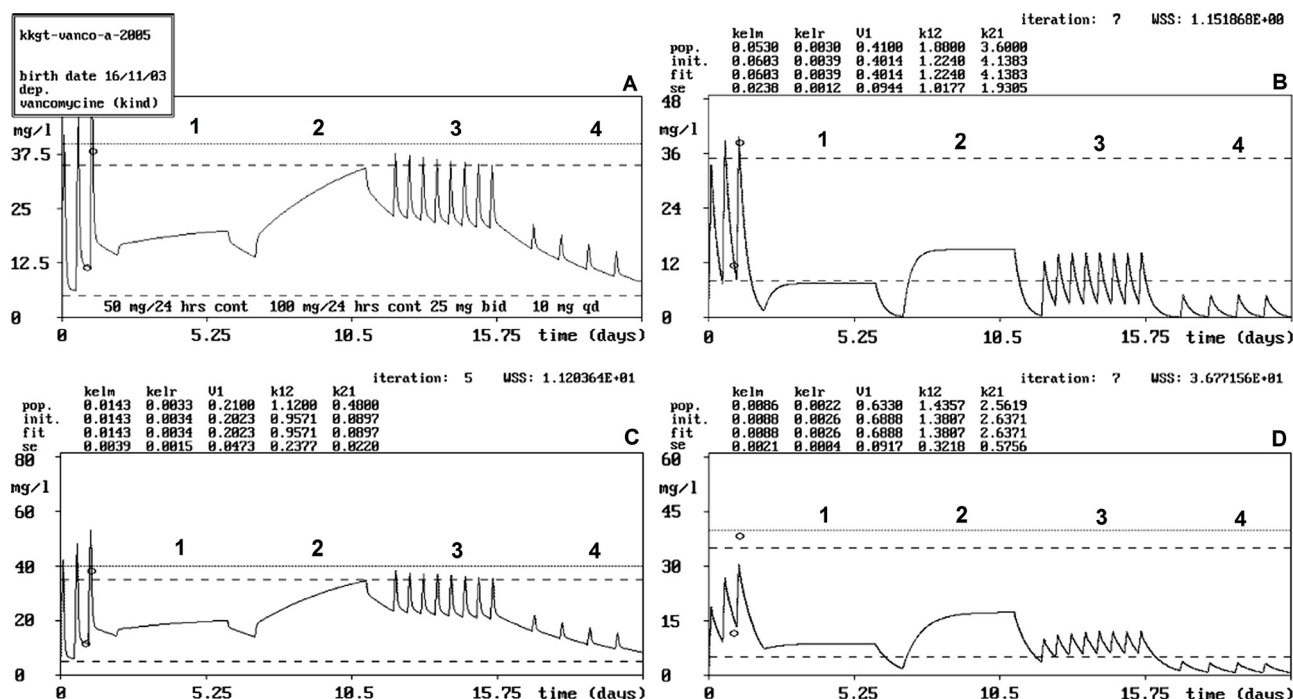 kkgt-vanco-a-2005
birth date 16/11/03
dep.
vancomycine (kind)
A
mg/l
37.5
25
12.5
0
1 2 3 4
50 mg/24 hrs cont 100 mg/24 hrs cont 25 mg bid 10 mg qd
0 5.25 10.5 15.75 time (days)
iteration: 7 WSS: 1.151868E+00
kelm kelr V1 k12 k21
pop. 0.0530 0.0030 0.4100 1.8800 3.6000
init. 0.0603 0.0039 0.4014 1.2240 4.1383
fit 0.0603 0.0039 0.4014 1.2240 4.1383
se 0.0238 0.0012 0.0944 1.0177 1.9305
B
48
mg/l
36
24
12
0
1 2 3 4
0 5.25 10.5 15.75 time (days)
iteration: 5 WSS: 1.120364E+01
kelm kelr V1 k12 k21
pop. 0.0143 0.0033 0.2100 1.1200 0.4800
init. 0.0143 0.0034 0.2023 0.9571 0.0897
fit 0.0143 0.0034 0.2023 0.9571 0.0897
se 0.0039 0.0015 0.0473 0.2377 0.0220
C
80
mg/l
60
40
20
0
1 2 3 4
0 5.25 10.5 15.75 time (days)
iteration: 7 WSS: 3.677156E+01
kelm kelr V1 k12 k21
pop. 0.0086 0.0022 0.6330 1.4357 2.5619
init. 0.0088 0.0026 0.6888 1.3807 2.6371
fit 0.0088 0.0026 0.6888 1.3807 2.6371
se 0.0021 0.0004 0.0917 0.3218 0.5756
D
60
mg/l
45
30
15
0
1 2 3 4
0 5.25 10.5 15.75 time (days)